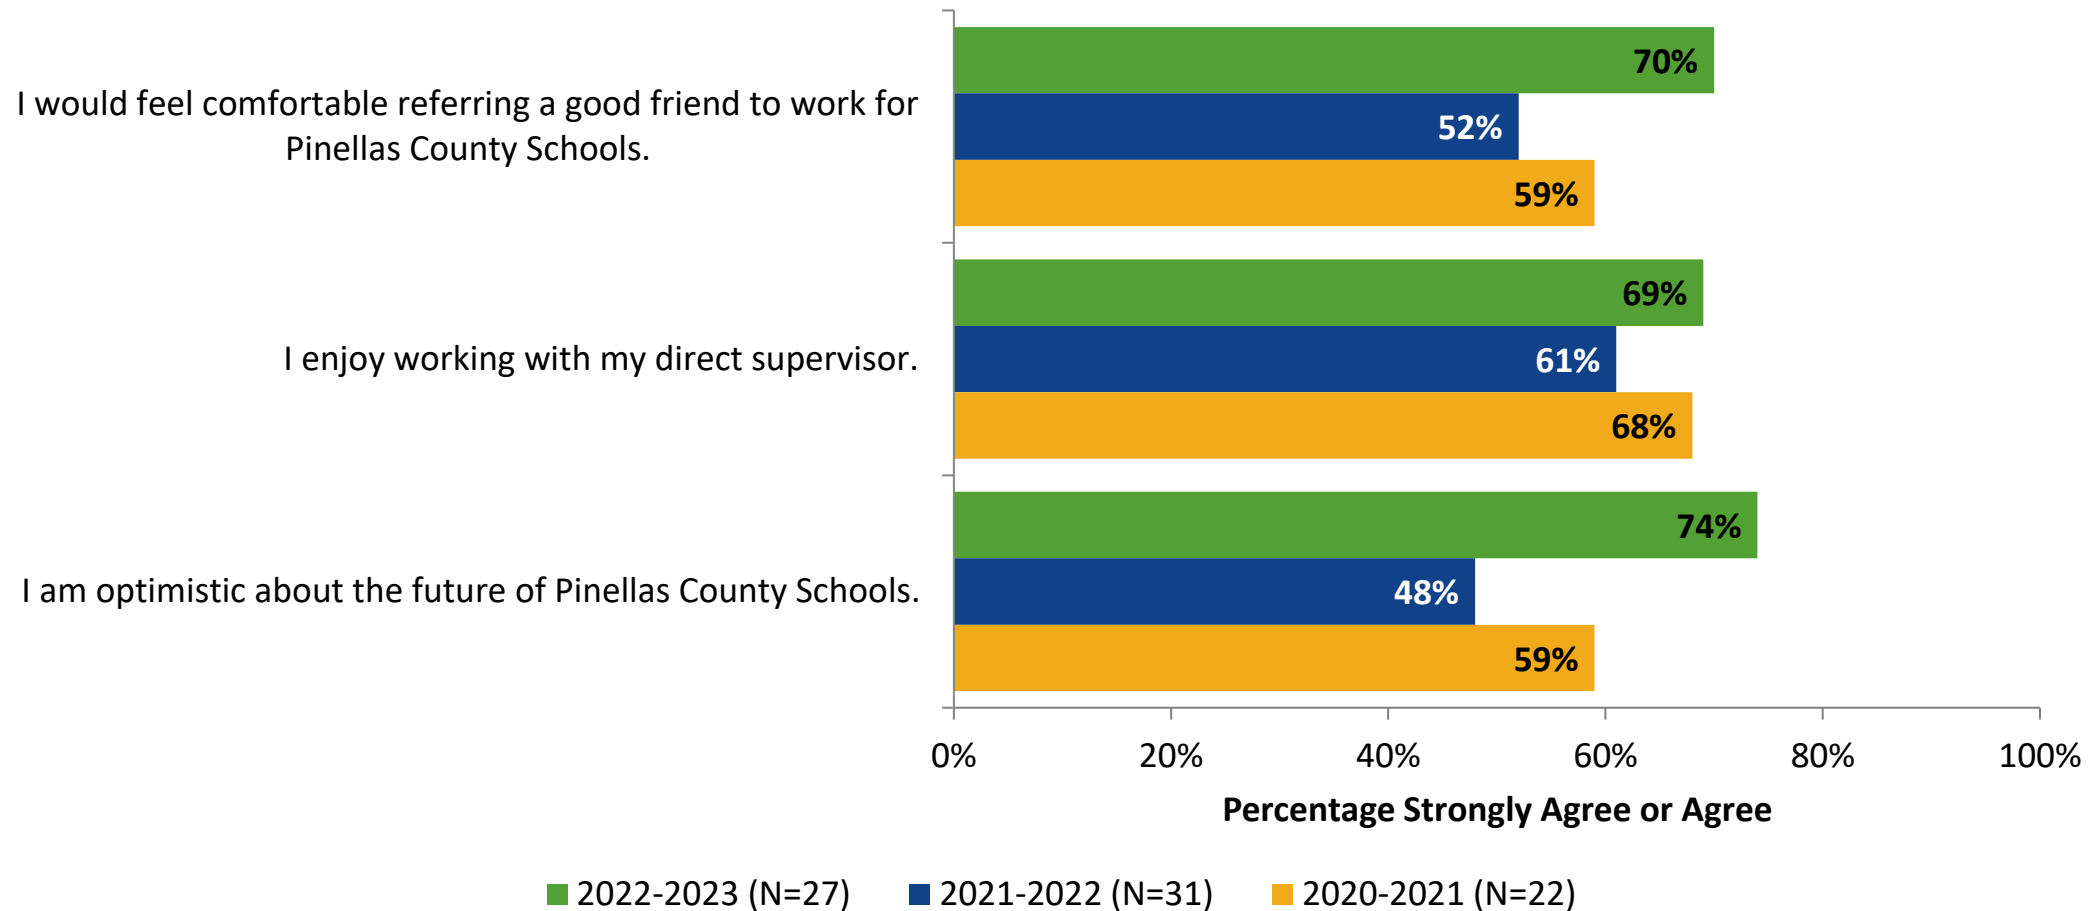 70%
I would feel comfortable referring a good friend to work for
Pinellas County Schools.
52%
59%
69%
I enjoy working with my direct supervisor.
61%
68%
74%
I am optimistic about the future of Pinellas County Schools.
48%
59%
0% 20% 40% 60% 80% 100%
Percentage Strongly Agree or Agree
2022-2023 (N=27) 2021-2022 (N=31) 2020-2021 (N=22)